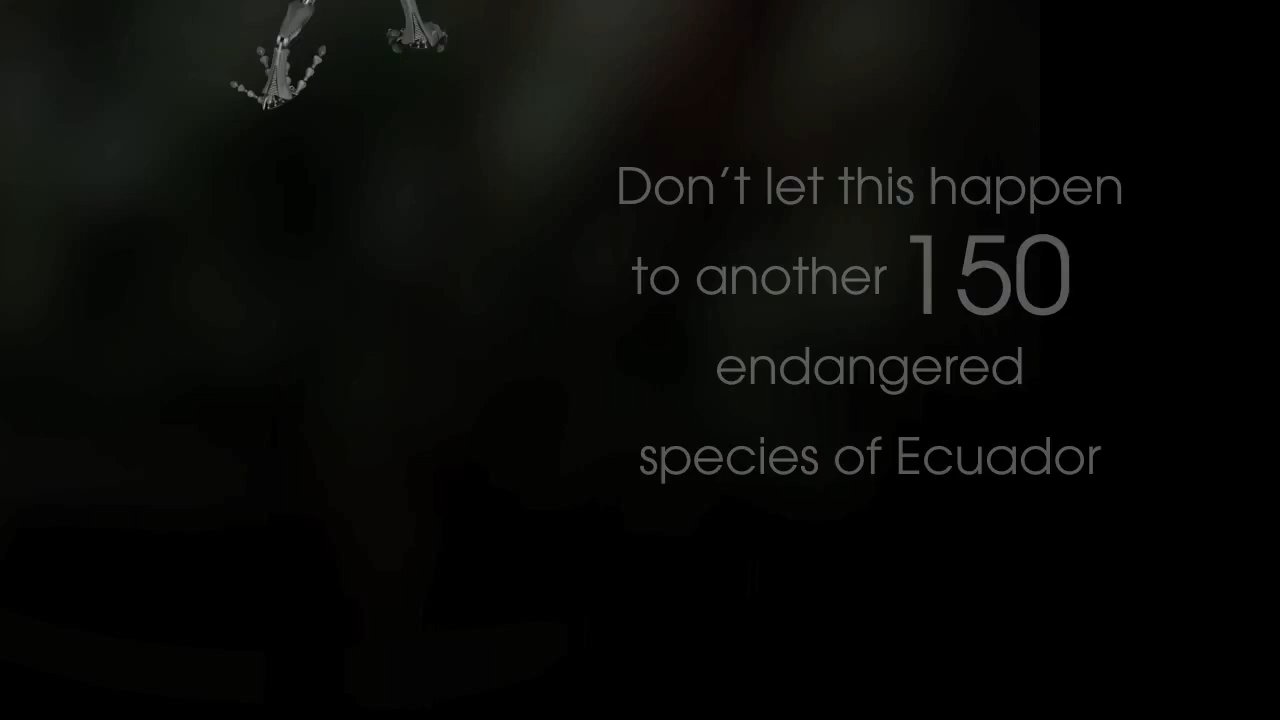 Don't let this happen
to another 150
endangered
species of Ecuador